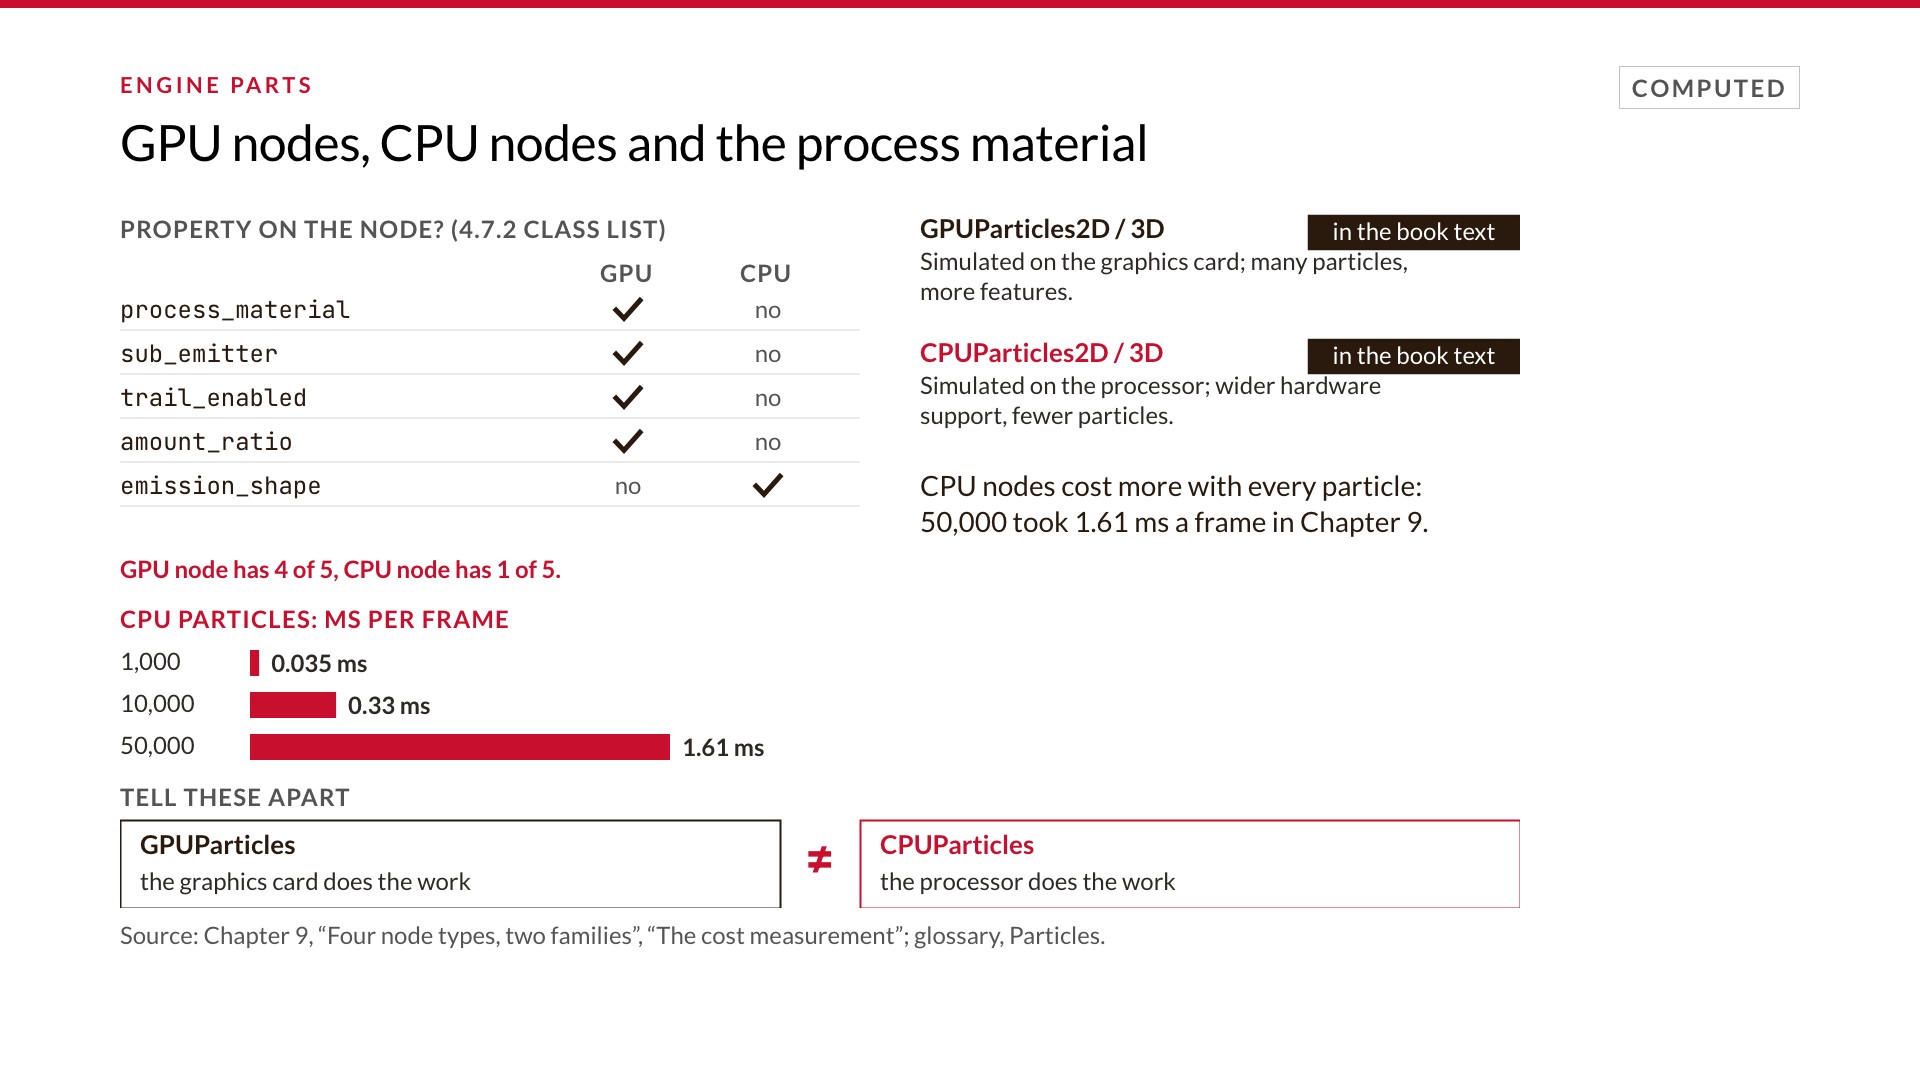 ENGINE PARTS
COMPUTED
GPU nodes, CPU nodes and the process material
PROPERTY ON THE NODE? (4.7.2 CLASS LIST)
GPU CPU
process_material no
sub_emitter no
trail_enabled no
amount_ratio no
emission_shape no
GPU node has 4 of 5, CPU node has 1 of 5.
GPUParticles2D / 3D
in the book text
Simulated on the graphics card; many particles,
more features.
CPUParticles2D / 3D
in the book text
Simulated on the processor; wider hardware
support, fewer particles.
CPU nodes cost more with every particle:
50,000 took 1.61 ms a frame in Chapter 9.
CPU PARTICLES: MS PER FRAME
1,000 0.035 ms
10,000 0.33 ms
50,000 1.61 ms
TELL THESE APART
GPUParticles
the graphics card does the work
≠
CPUParticles
the processor does the work
Source: Chapter 9, “Four node types, two families”, “The cost measurement”; glossary, Particles.